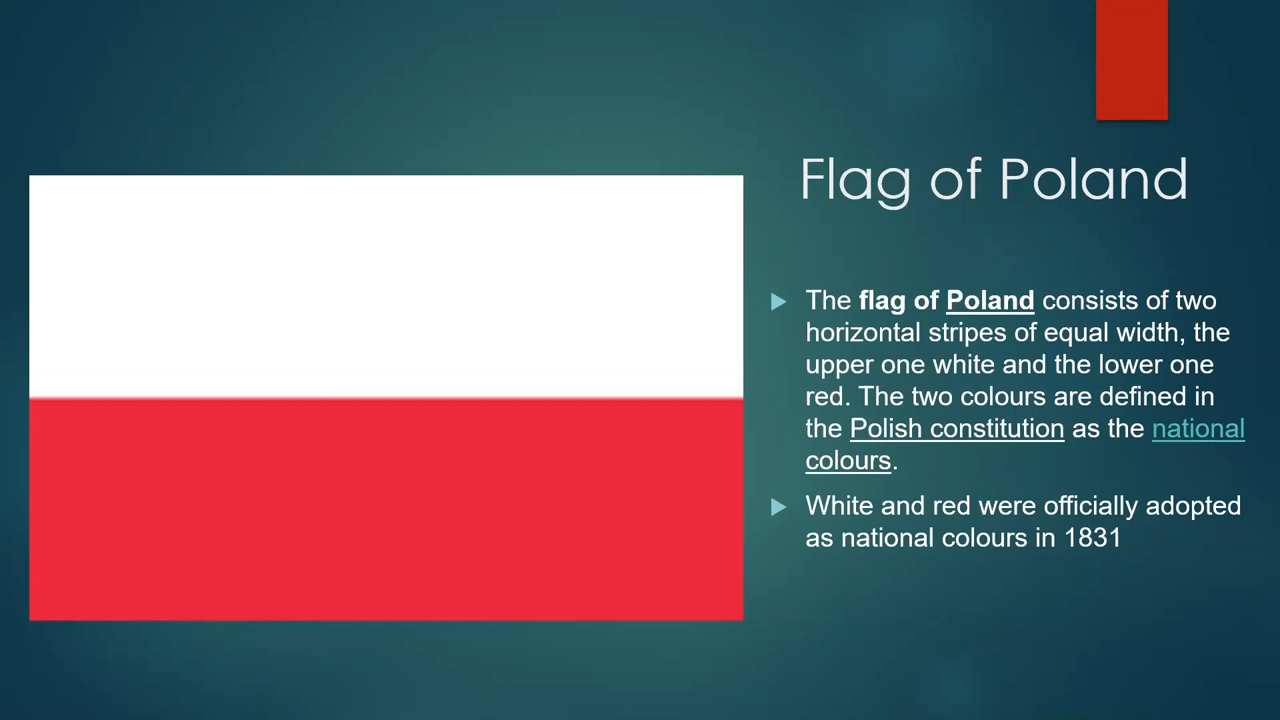 Flag of Poland
The flag of Poland consists of two
horizontal stripes of equal width, the
upper one white and the lower one
red. The two colours are defined in
the Polish constitution as the national
colours.
White and red were officially adopted
as national colours in 1831